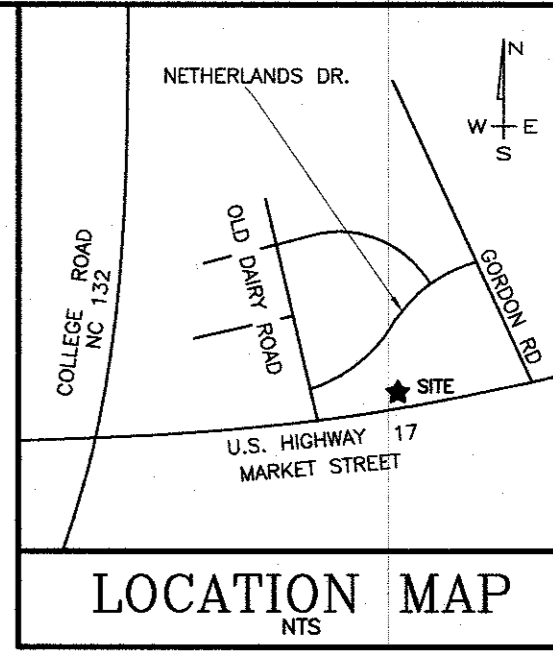 NETHERLANDS DR.
N
W E
S
OLD DAIRY ROAD
COLLEGE ROAD
NC 132
GORDON RD
SITE
U.S. HIGHWAY 17
MARKET STREET
LOCATION MAP
NTS